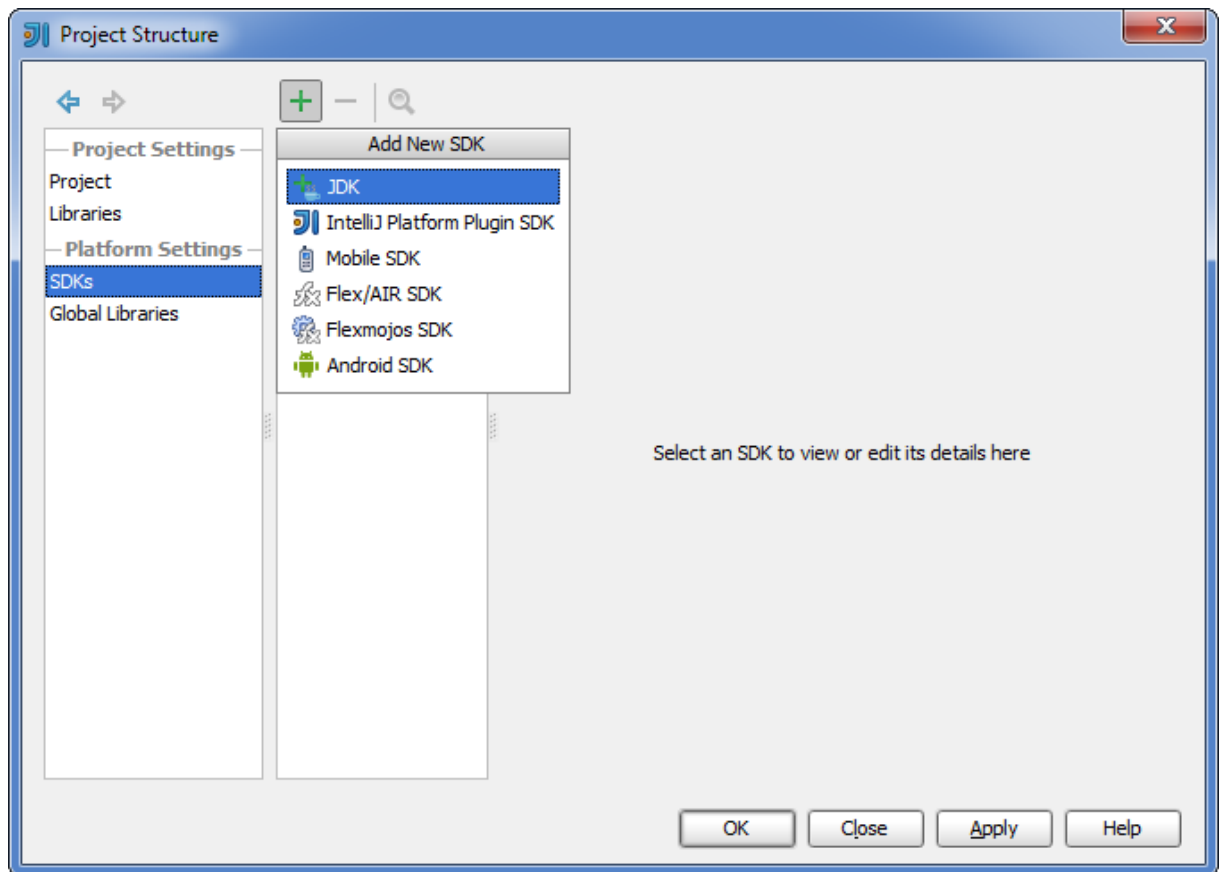 Project Structure
Project Settings
Project
Libraries
Platform Settings
SDKs
Global Libraries
Add New SDK
JDK
IntelliJ Platform Plugin SDK
Mobile SDK
Flex/AIR SDK
Flexmojos SDK
Android SDK
Select an SDK to view or edit its details here
OK Close Apply Help